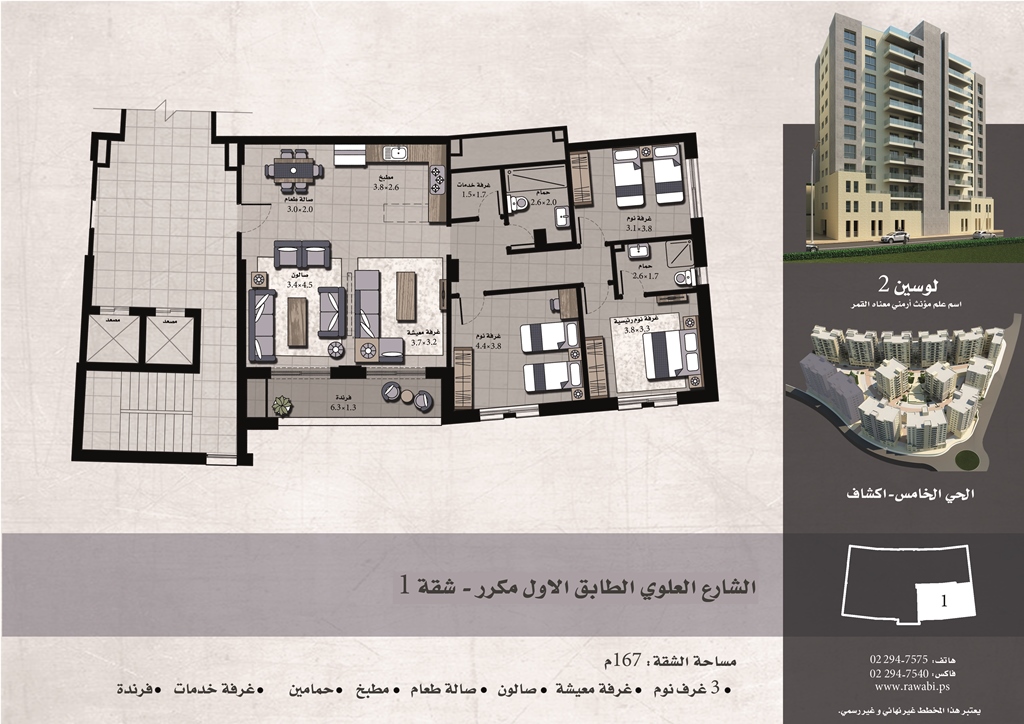 مطبخ
3.8×2.6
صالة طعام
3.0×2.0
غرفة خدمات
1.5×1.7
حمام
2.6×2.0
غرفة نوم
3.1×3.8
حمام
2.6×1.7
صالون
3.4×4.5
غرفة معيشة
3.7×3.2
غرفة نوم
4.4×3.8
غرفة نوم رئيسية
3.8×3.3
مصعد
مصعد
فرندة
6.3×1.3
لوسين 2
اسم علم مؤنث أرمني معناه القمر
الحي الخامس-اكشاف
الشارع العلوي الطابق الاول مكرر - شقة 1
1
مساحة الشقة: 167م
• 3 غرف نوم •غرفة معيشة •صالون •صالة طعام •مطبخ •حمامين •غرفة خدمات •فرندة
هاتف: 02 294-7575
فاكس: 02 294-7540
www.rawabi.ps
يعتبر هذا المخطط غير نهائي و غير رسمي.